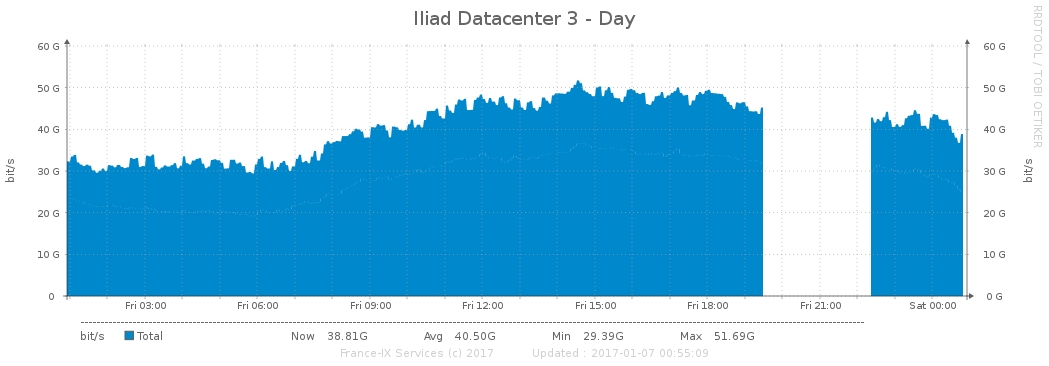 Iliad Datacenter 3 - Day
RRDTOOL / TOBI OETIKER
60 G 60 G
50 G 50 G
40 G 40 G
30 G 30 G
20 G 20 G
10 G 10 G
0 0 G
bit/s bit/s
Fri 03:00 Fri 06:00 Fri 09:00 Fri 12:00 Fri 15:00 Fri 18:00 Fri 21:00 Sat 00:00
bit/s Total Now 38.81G Avg 40.50G Min 29.39G Max 51.69G
France-IX Services (c) 2017 Updated : 2017-01-07 00:55:09